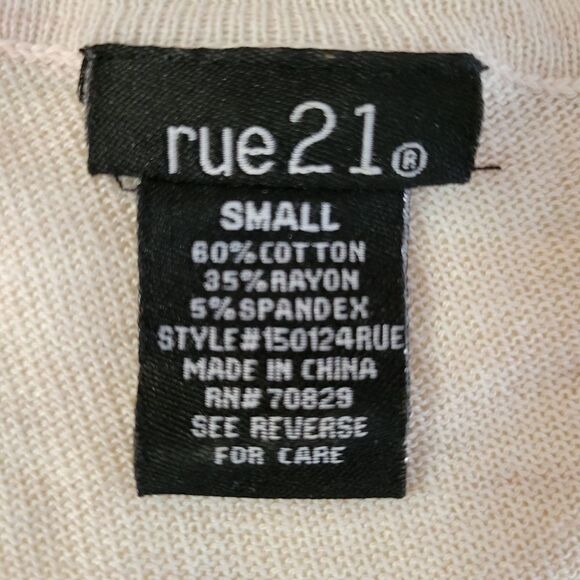 rue21®
SMALL
60%COTTON
35%RAYON
5%SPANDEX
STYLE#150124RUE
MADE IN CHINA
RN#70829
SEE REVERSE
FOR CARE